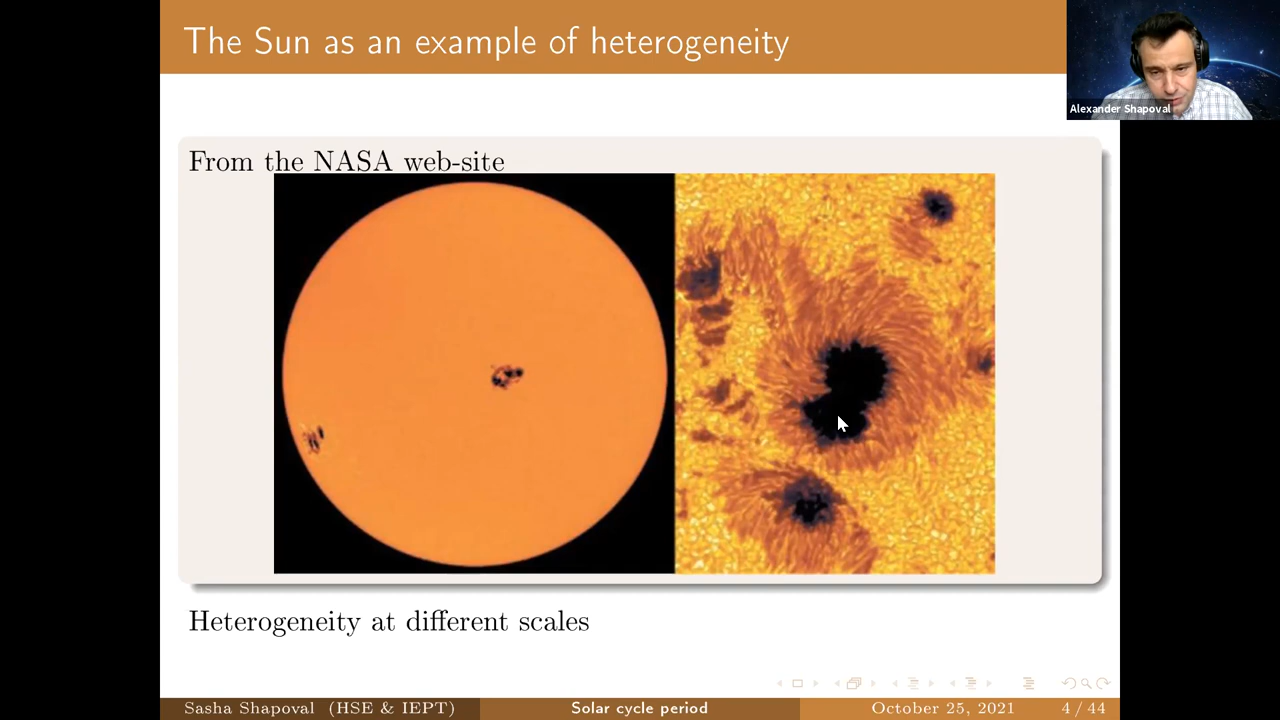 The Sun as an example of heterogeneity
Alexander Shapoval
From the NASA web-site
Heterogeneity at different scales
Sasha Shapoval (HSE & IEPT)
Solar cycle period
October 25, 2021
4 / 44